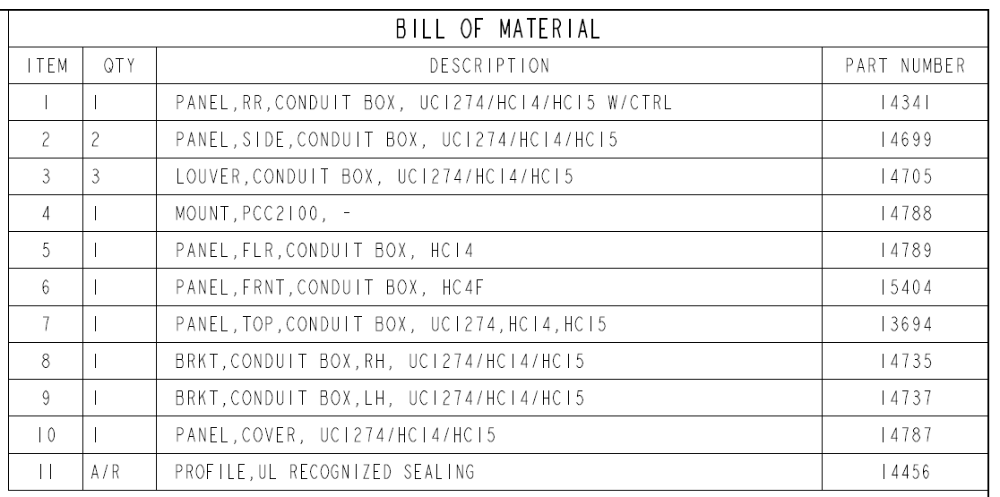 BILL OF MATERIAL
ITEM QTY DESCRIPTION PART NUMBER
1 1 PANEL,RR,CONDUIT BOX, UC1274/HC14/HC15 W/CTRL 14341
2 2 PANEL,SIDE,CONDUIT BOX, UC1274/HC14/HC15 14699
3 3 LOUVER,CONDUIT BOX, UC1274/HC14/HC15 14705
4 1 MOUNT,PCC2100, - 14788
5 1 PANEL,FLR,CONDUIT BOX, HC14 14789
6 1 PANEL,FRNT,CONDUIT BOX, HC4F 15404
7 1 PANEL,TOP,CONDUIT BOX, UC1274,HC14,HC15 13694
8 1 BRKT,CONDUIT BOX,RH, UC1274/HC14/HC15 14735
9 1 BRKT,CONDUIT BOX,LH, UC1274/HC14/HC15 14737
10 1 PANEL,COVER, UC1274/HC14/HC15 14787
11 A/R PROFILE,UL RECOGNIZED SEALING 14456